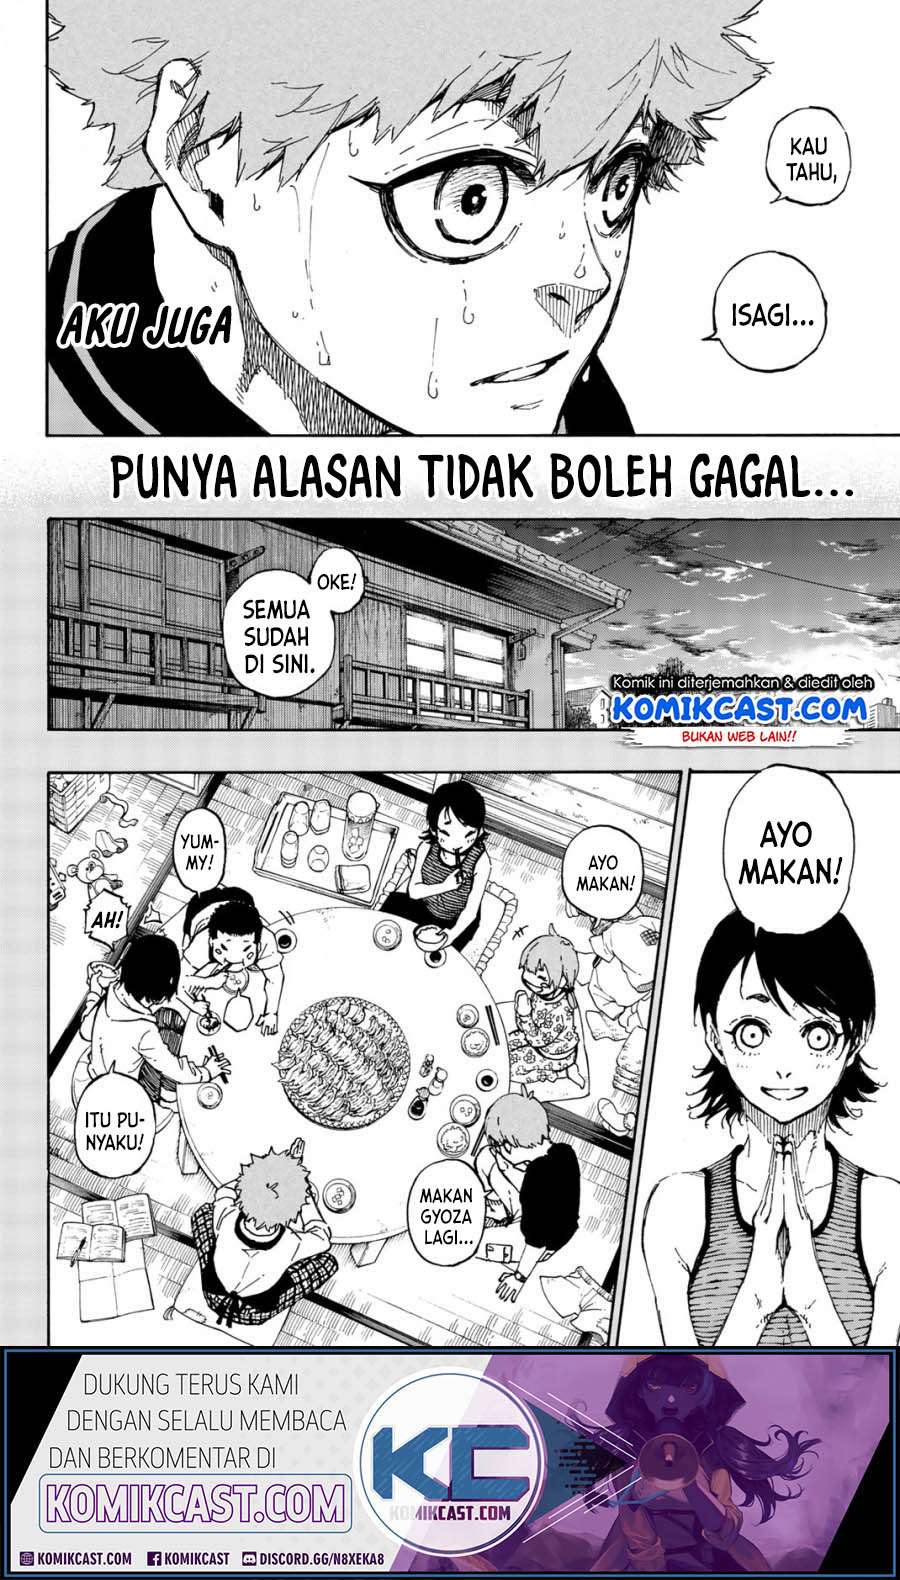 KAU
TAHU,
ISAGI...
AKU JUGA
PUNYA ALASAN TIDAK BOLEH GAGAL...
OKE!
SEMUA
SUDAH
DI SINI.
Komik ini diterjemahkan & diedit oleh
KOMIKCAST.COM
BUKAN WEB LAIN!!
YUM-
MY!
AH!
AYO
MAKAN!
AYO
MAKAN!
ITU PU-
NYAKU!
MAKAN
GYOZA
LAGI...
DUKUNG TERUS KAMI
DENGAN SELALU MEMBACA
DAN BERKOMENTAR DI
KOMIKCAST.COM
KC
KOMIKCAST.COM
KOMIKCAST.COM
KOMIKCAST
DISCORD.GG/N8XEKA8